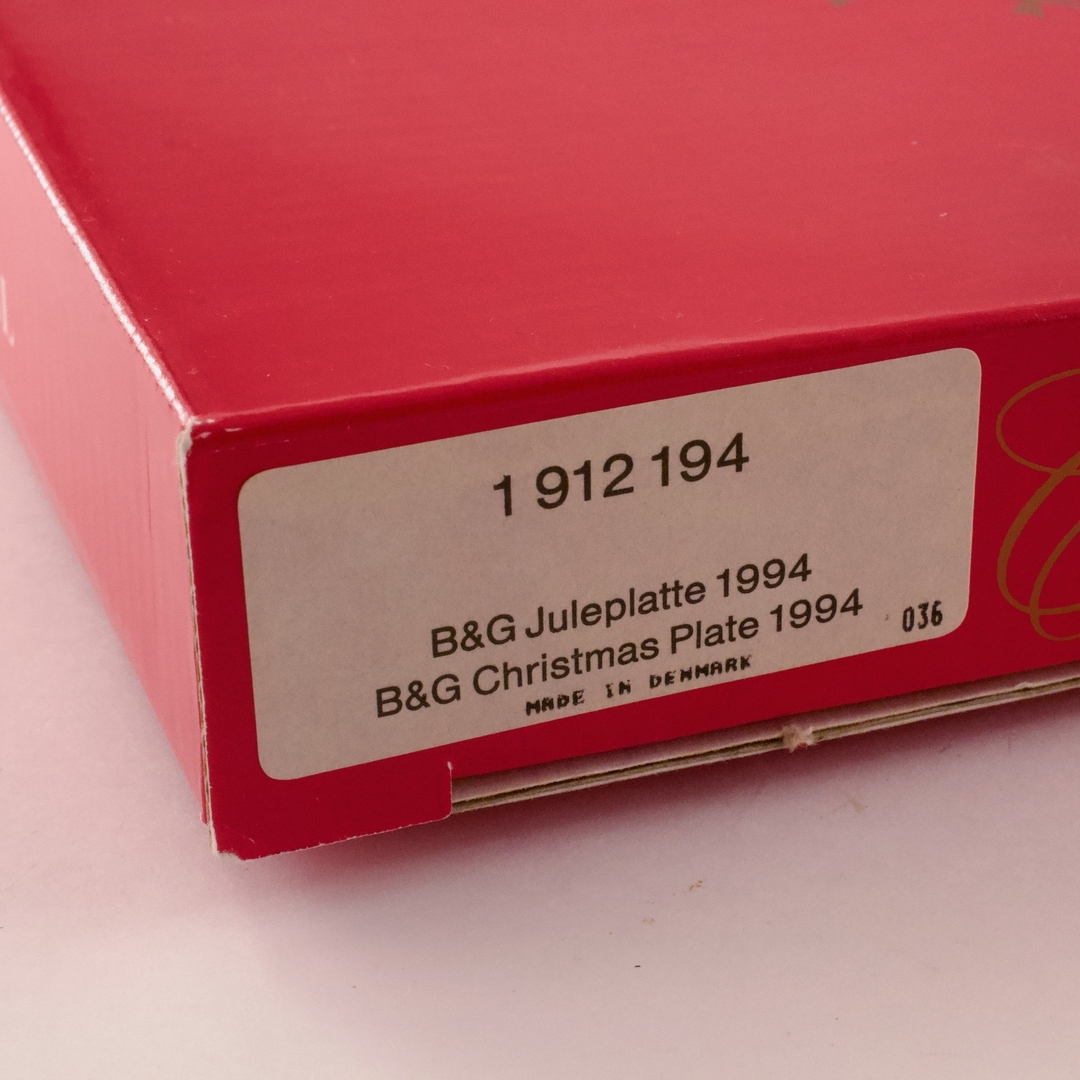 1 912 194
B&G Juleplatte 1994
B&G Christmas Plate 1994
036
MADE IN DENMARK